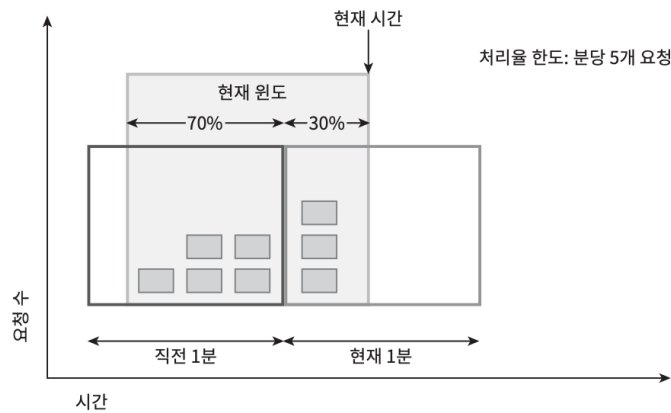 현재 시간
처리율 한도: 분당 5개 요청
현재 윈도
70%
30%
요청 수
직전 1분
현재 1분
시간